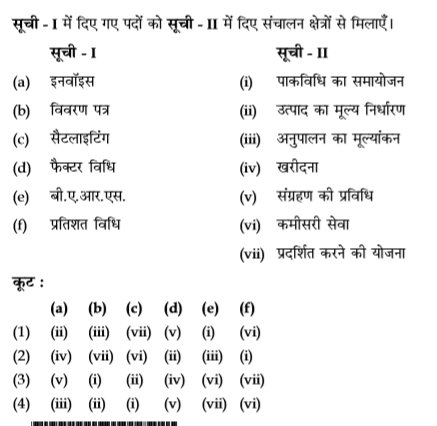 सूची - I में दिए गए पदों को सूची - II में दिए संचालन क्षेत्रों से मिलाएँ।
सूची - I सूची - II
(a) इनवॉइस (i) पाकविधि का समायोजन
(b) विवरण पत्र (ii) उत्पाद का मूल्य निर्धारण
(c) सैटलाइटिंग (iii) अनुपालन का मूल्यांकन
(d) फैक्टर विधि (iv) खरीदना
(e) बी.ए.आर.एस. (v) संग्रहण की प्रविधि
(f) प्रतिशत विधि (vi) कमीसरी सेवा
(vii) प्रदर्शित करने की योजना
कूट :
(a) (b) (c) (d) (e) (f)
(1) (ii) (iii) (vii) (v) (i) (vi)
(2) (iv) (vii) (vi) (ii) (iii) (i)
(3) (v) (i) (ii) (iv) (vi) (vii)
(4) (iii) (ii) (i) (v) (vii) (vi)